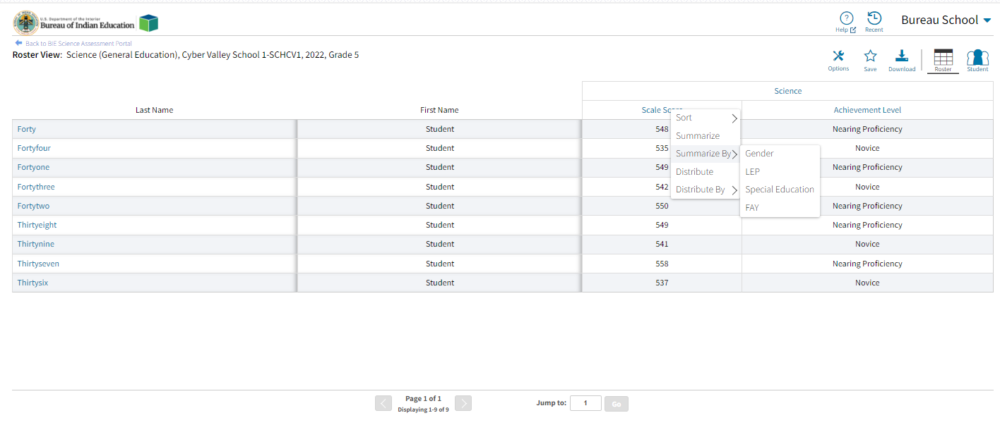 U.S. Department of the Interior
Bureau of Indian Education
Help
Recent
Bureau School
Back to BIE Science Assessment Portal
Roster View: Science (General Education), Cyber Valley School 1-SCHCV1, 2022, Grade 5
Options
Save
Download
Roster
Student
Science
Last Name First Name Scale Achievement Level
Forty Student 548 Nearing Proficiency
Fortyfour Student 535 Novice
Fortyone Student 549 Nearing Proficiency
Fortythree Student 542 Novice
Fortytwo Student 550 Nearing Proficiency
Thirtyeight Student 549 Nearing Proficiency
Thirtynine Student 541 Novice
Thirtyseven Student 558 Nearing Proficiency
Thirtysix Student 537 Novice
Sort
Summarize
Summarize By
Distribute
Distribute By
Gender
LEP
Special Education
FAY
Page 1 of 1
Displaying 1-9 of 9
Jump to: 1 Go